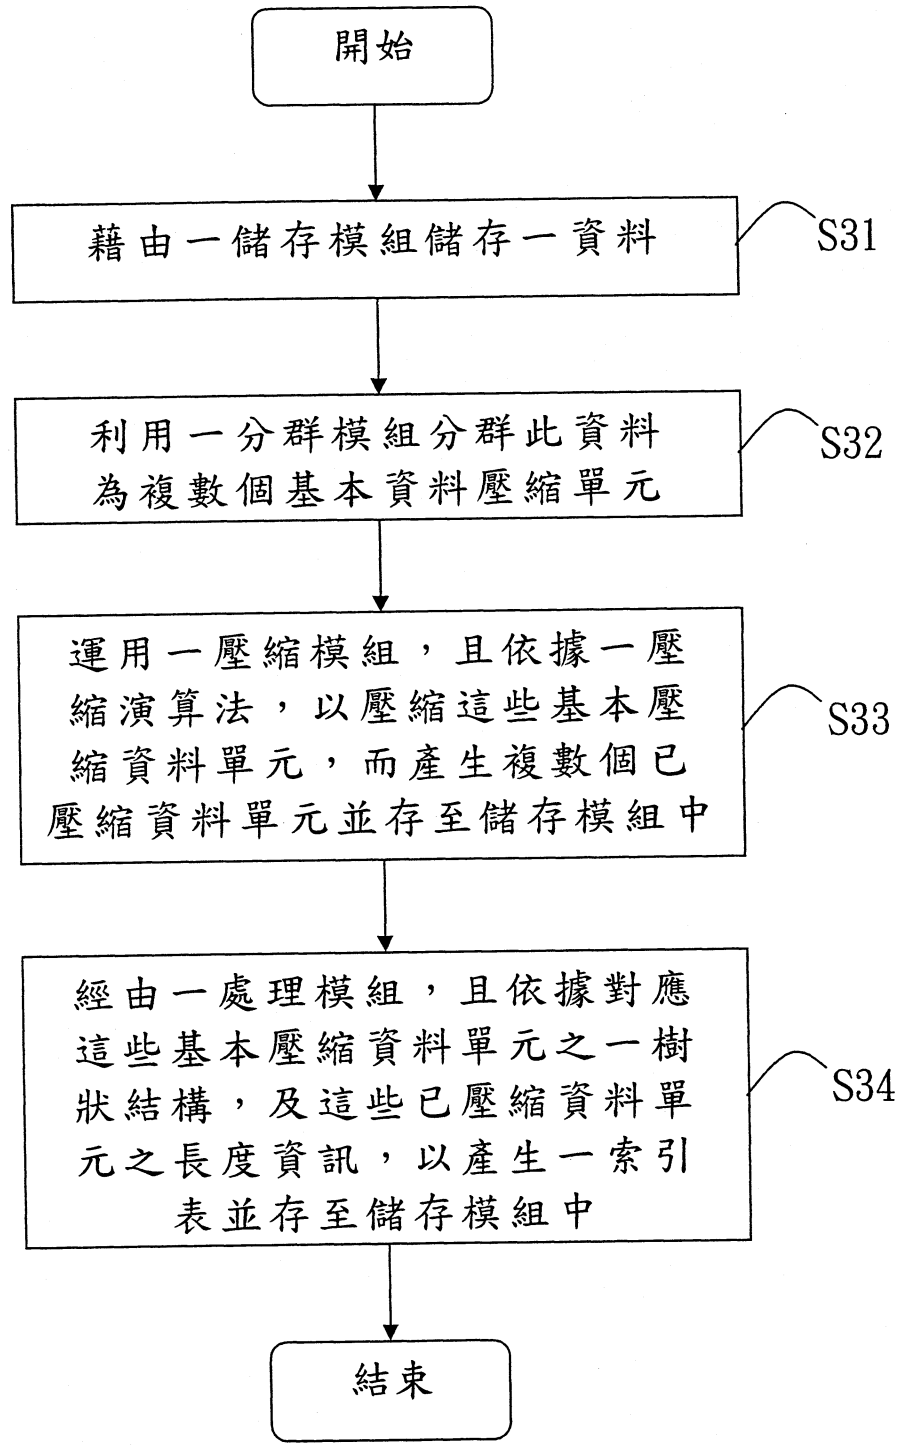 開始
藉由一儲存模組儲存一資料
S31
利用一分群模組分群此資料
為複數個基本資料壓縮單元
S32
運用一壓縮模組，且依據一壓
縮演算法，以壓縮這些基本壓
縮資料單元，而產生複數個已
壓縮資料單元並存至儲存模組中
S33
經由一處理模組，且依據對應
這些基本壓縮資料單元之一樹
狀結構，及這些已壓縮資料單
元之長度資訊，以產生一索引
表並存至儲存模組中
S34
結束